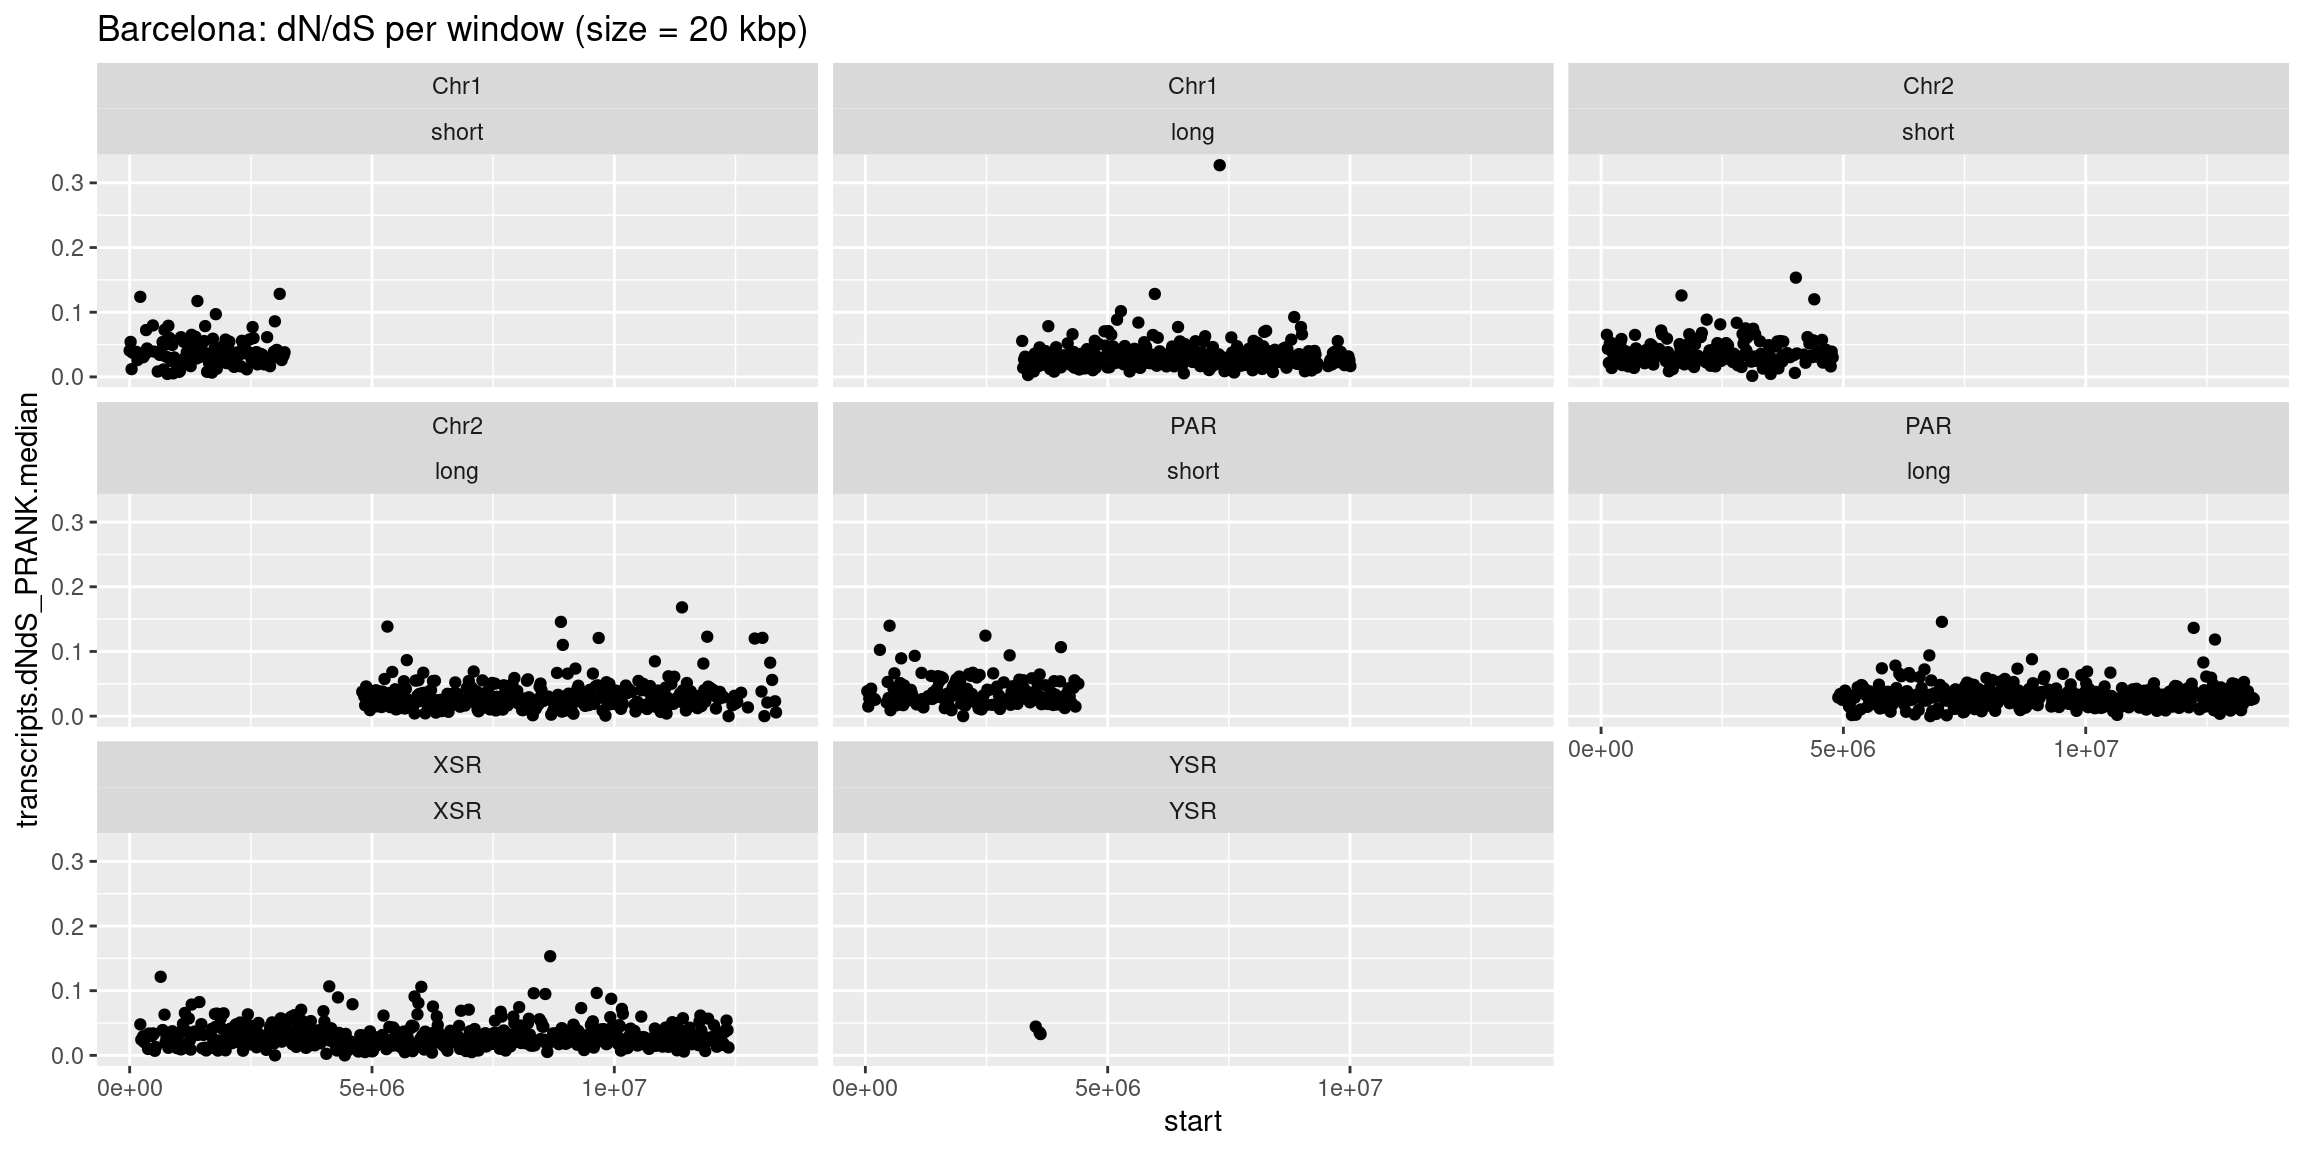 Barcelona: dN/dS per window (size = 20 kbp)
Chr1
short
Chr1
long
Chr2
short
0.3
0.2
0.1
0.0
Chr2
long
PAR
short
PAR
long
0.3
0.2
0.1
0.0
0e+00 5e+06 1e+07
XSR
XSR
YSR
YSR
0.3
0.2
0.1
0.0
0e+00 5e+06 1e+07
0e+00 5e+06 1e+07
start
transcripts.dNdS_PRANK.median